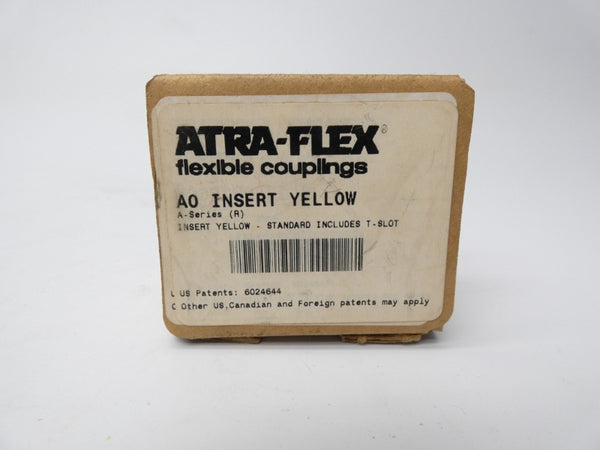 ATRA-FLEX®
flexible couplings
AO INSERT YELLOW
A-Series (R)
INSERT YELLOW - STANDARD INCLUDES T-SLOT
US Patents: 6024644
Other US,Canadian and Foreign patents may apply